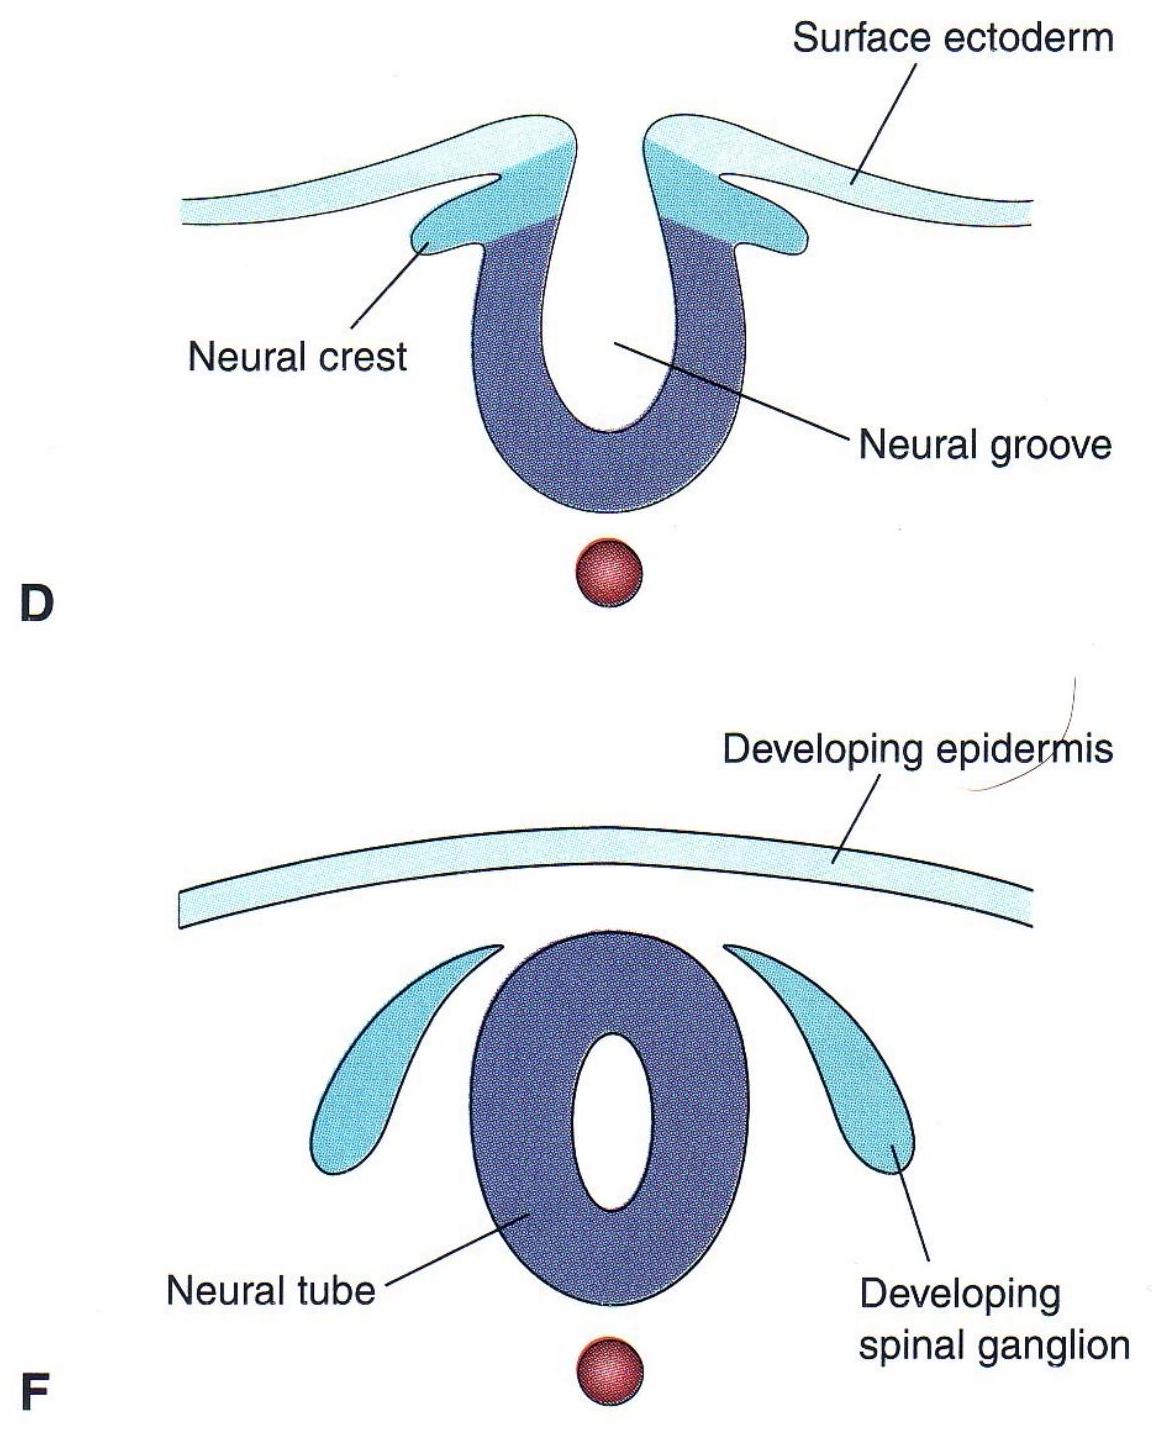 Surface ectoderm
Neural crest
Neural groove
D
Developing epidermis
Neural tube
Developing
spinal ganglion
F